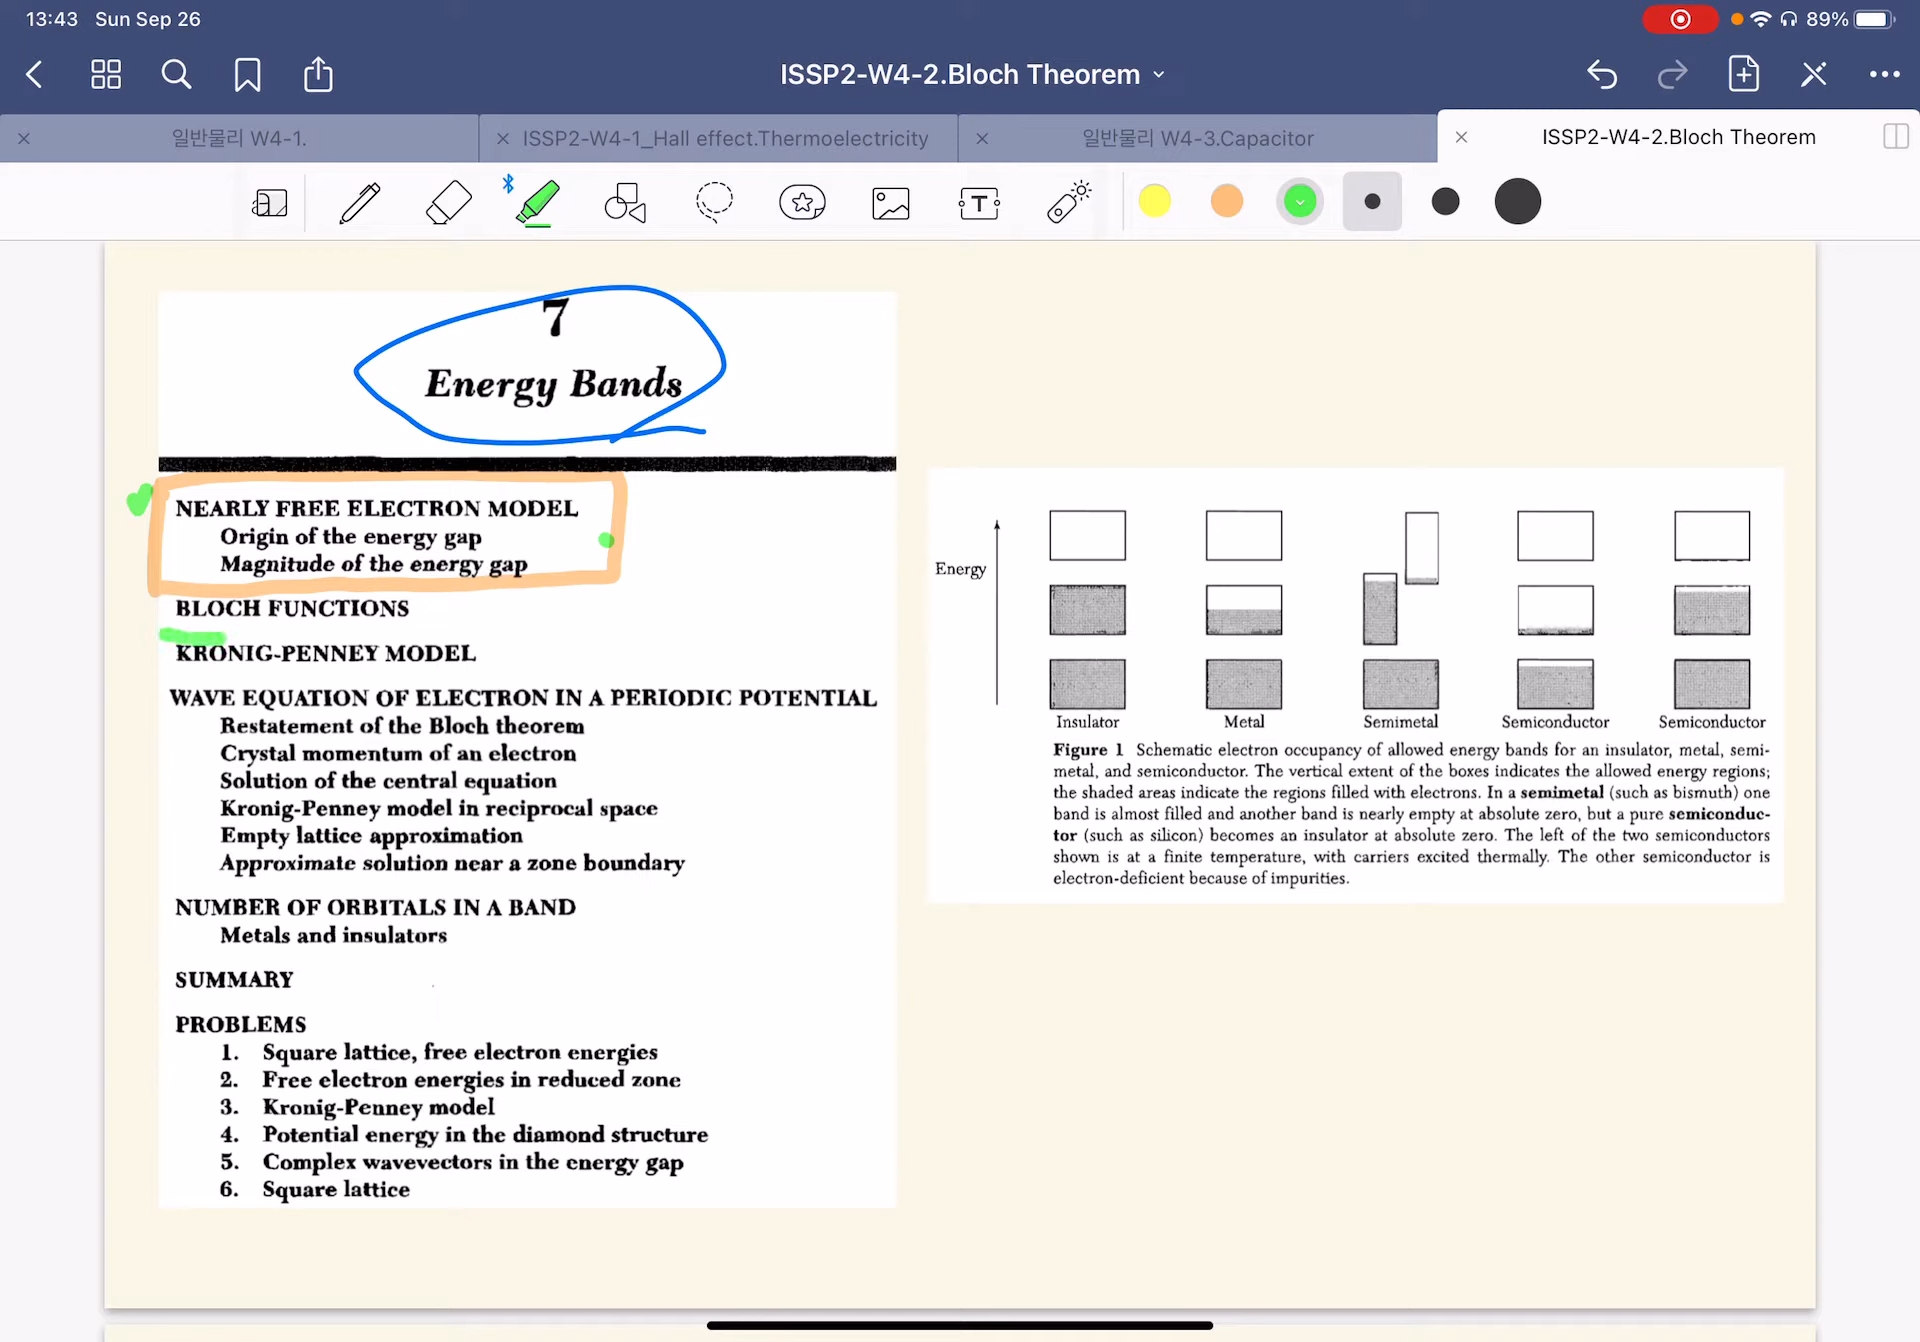 13:43 Sun Sep 26
89%
ISSP2-W4-2.Bloch Theorem
일반물리 W4-1.
ISSP2-W4-1_Hall effect.Thermoelectricity
일반물리 W4-3.Capacitor
ISSP2-W4-2.Bloch Theorem
T
7
Energy Bands
NEARLY FREE ELECTRON MODEL
Origin of the energy gap
Magnitude of the energy gap
BLOCH FUNCTIONS
KRONIG-PENNEY MODEL
WAVE EQUATION OF ELECTRON IN A PERIODIC POTENTIAL
Restatement of the Bloch theorem
Crystal momentum of an electron
Solution of the central equation
Kronig-Penney model in reciprocal space
Empty lattice approximation
Approximate solution near a zone boundary
NUMBER OF ORBITALS IN A BAND
Metals and insulators
SUMMARY
PROBLEMS
1. Square lattice, free electron energies
2. Free electron energies in reduced zone
3. Kronig-Penney model
4. Potential energy in the diamond structure
5. Complex wavevectors in the energy gap
6. Square lattice
Energy
Insulator Metal Semimetal Semiconductor Semiconductor
Figure 1 Schematic electron occupancy of allowed energy bands for an insulator, metal, semi-
metal, and semiconductor. The vertical extent of the boxes indicates the allowed energy regions;
the shaded areas indicate the regions filled with electrons. In a semimetal (such as bismuth) one
band is almost filled and another band is nearly empty at absolute zero, but a pure semiconduc-
tor (such as silicon) becomes an insulator at absolute zero. The left of the two semiconductors
shown is at a finite temperature, with carriers excited thermally. The other semiconductor is
electron-deficient because of impurities.